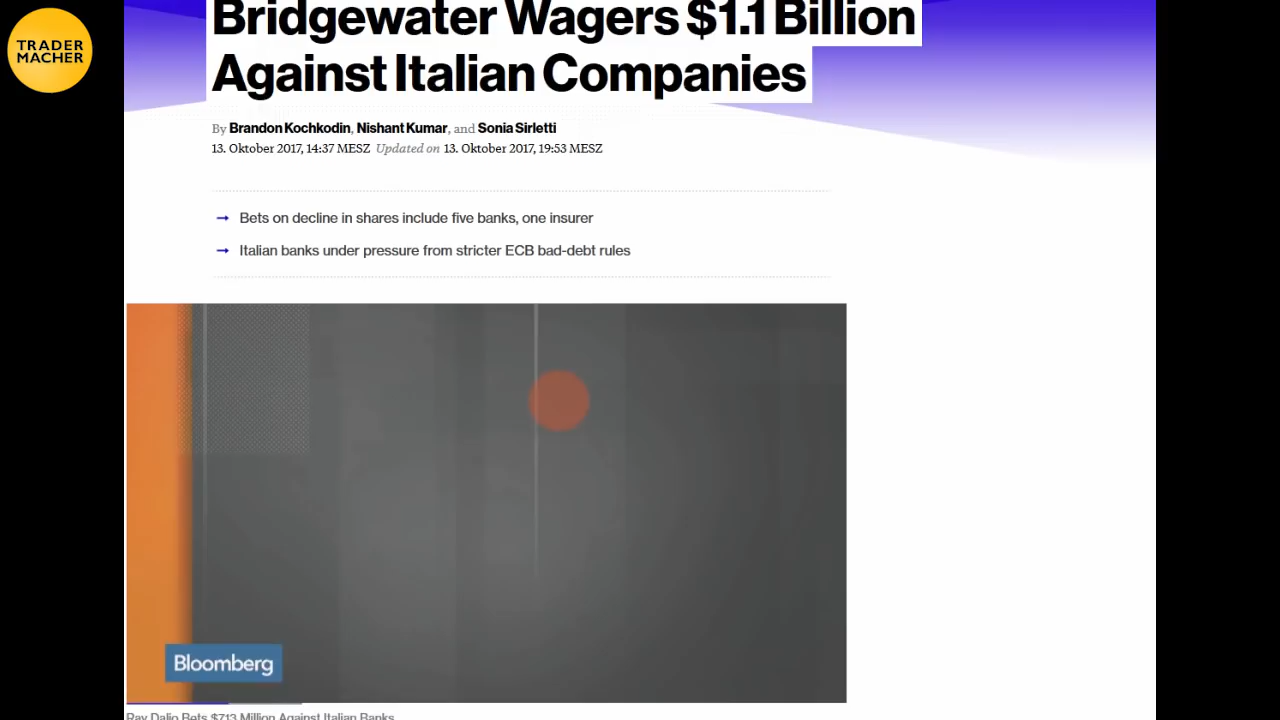 TRADER
MACHER
Bridgewater Wagers $1.1 Billion
Against Italian Companies
By Brandon Kochkodin, Nishant Kumar, and Sonia Sirletti
13. Oktober 2017, 14:37 MESZ Updated on 13. Oktober 2017, 19:53 MESZ
→ Bets on decline in shares include five banks, one insurer
→ Italian banks under pressure from stricter ECB bad-debt rules
Bloomberg
Ray Dalio Bets $713 Million Against Italian Banks